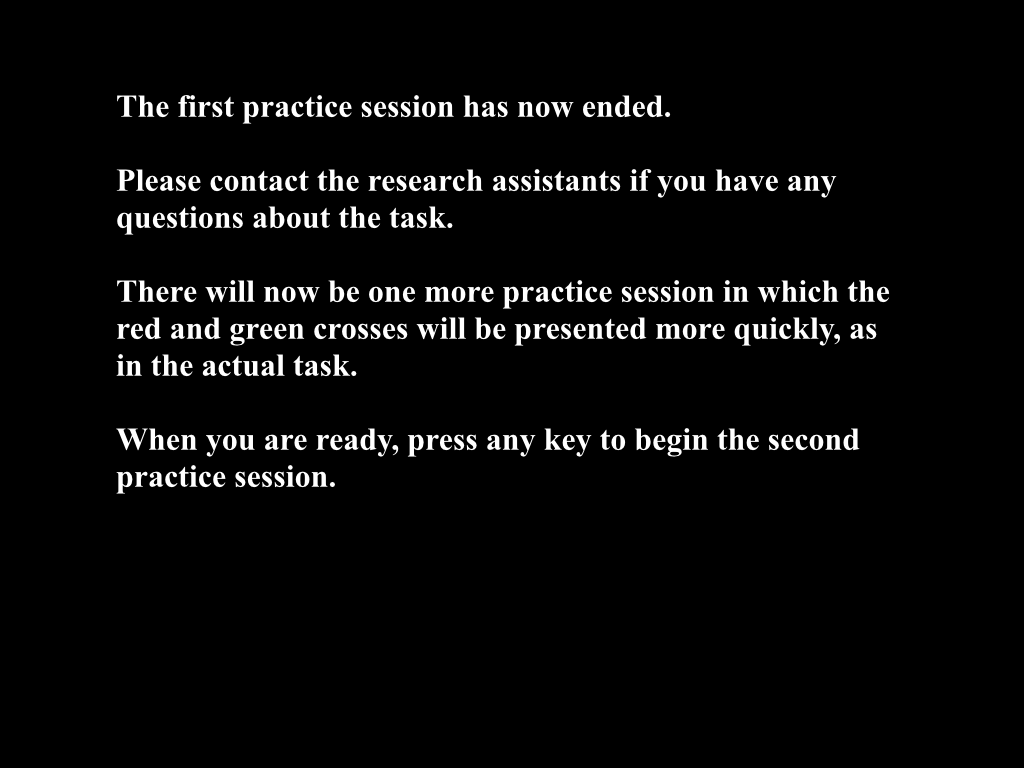 The first practice session has now ended.
Please contact the research assistants if you have any
questions about the task.
There will now be one more practice session in which the
red and green crosses will be presented more quickly, as
in the actual task.
When you are ready, press any key to begin the second
practice session.